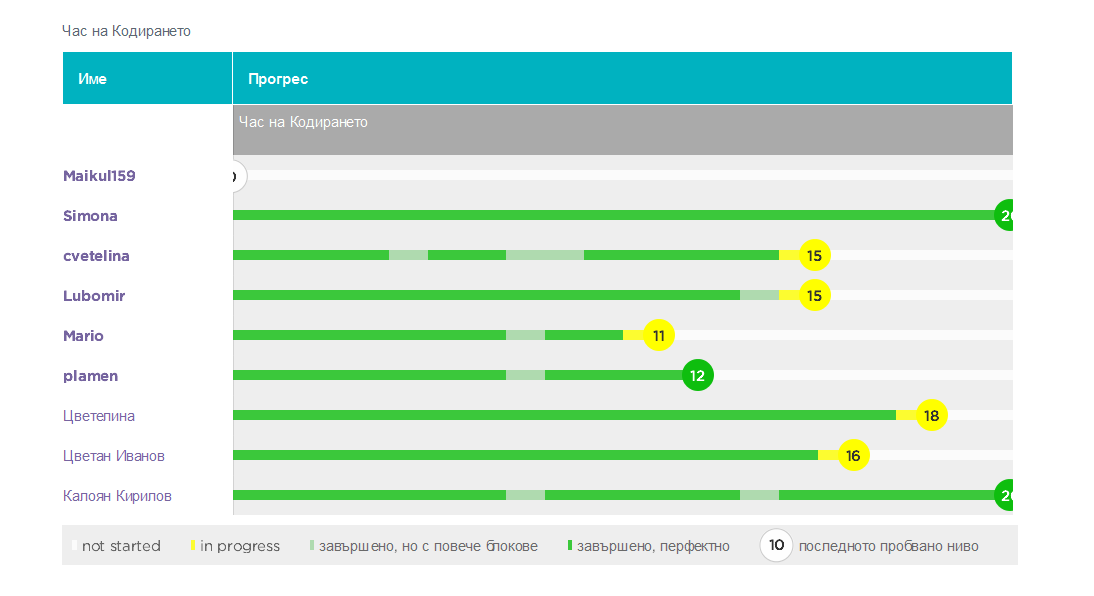 Час на Кодирането
Име Прогрес
Час на Кодирането
Maikul159
Simona
cvetelina 15
Lubomir 15
Mario 11
plamen 12
Цветелина 18
Цветан Иванов 16
Калоян Кирилов
not started in progress завършено, но с повече блокове завършено, перфектно 10 последното пробвано ниво